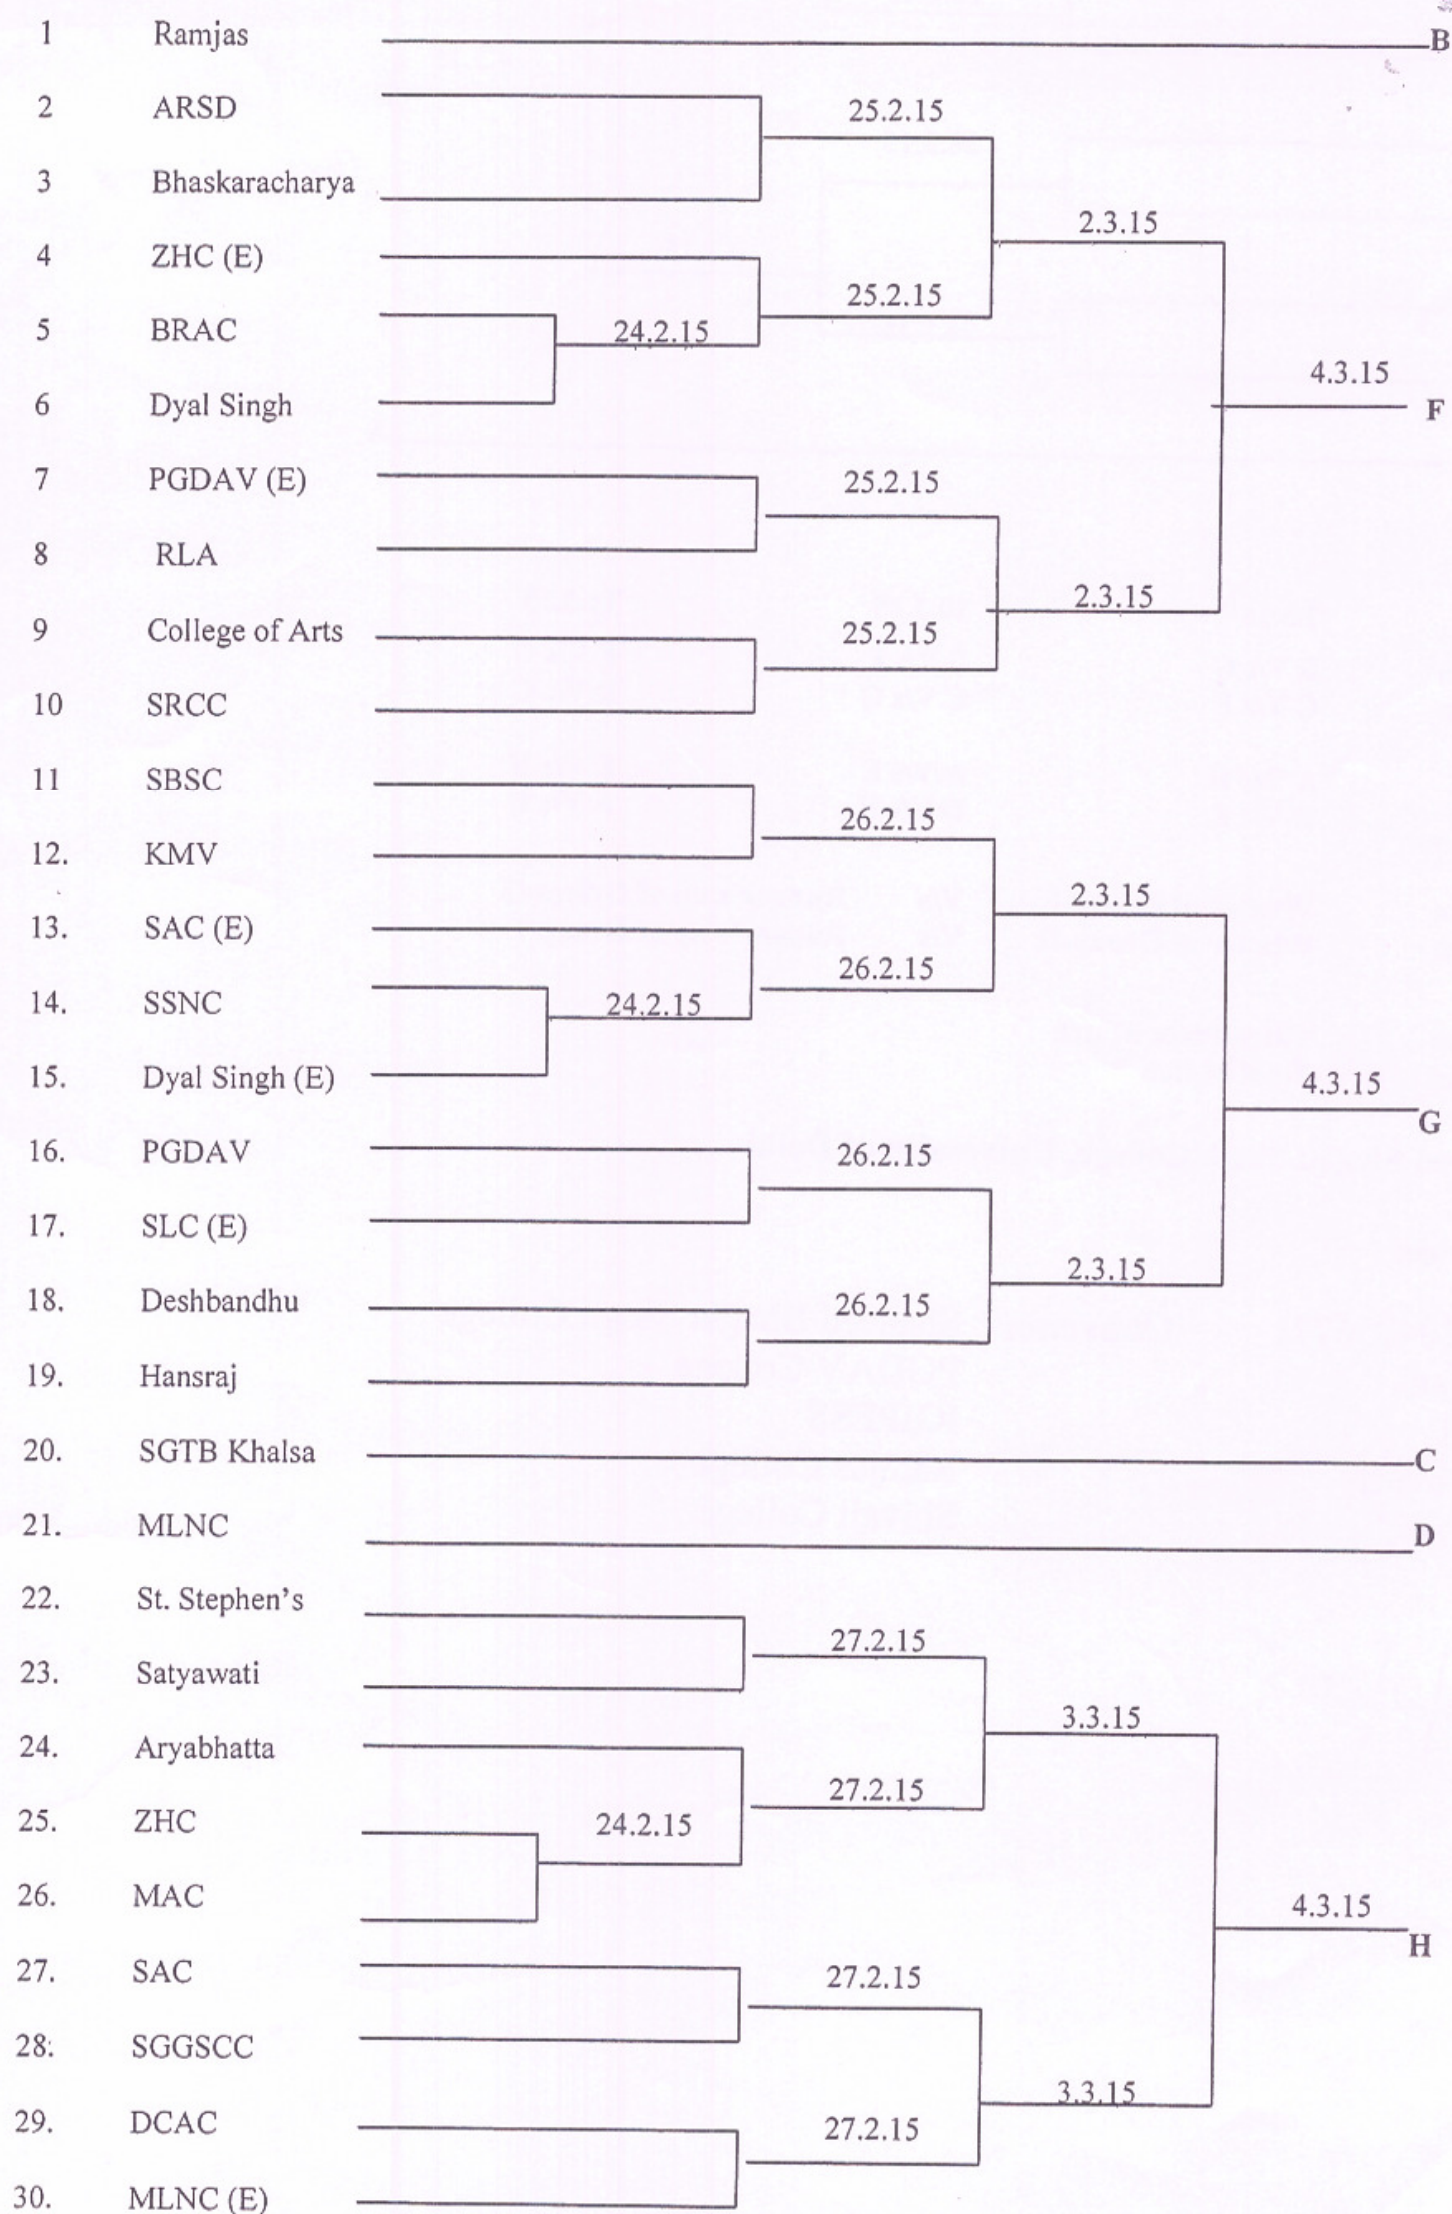 1 Ramjas B
2 ARSD 25.2.15
3 Bhaskaracharya
2.3.15
4 ZHC (E)
25.2.15
5 BRAC 24.2.15
4.3.15
6 Dyal Singh F
7 PGDAV (E) 25.2.15
8 RLA
2.3.15
9 College of Arts 25.2.15
10 SRCC
11 SBSC
26.2.15
12. KMV
2.3.15
13. SAC (E)
26.2.15
14. SSNC 24.2.15
15. Dyal Singh (E) 4.3.15
G
16. PGDAV 26.2.15
17. SLC (E)
2.3.15
18. Deshbandhu 26.2.15
19. Hansraj
20. SGTB Khalsa C
21. MLNC D
22. St. Stephen's
27.2.15
23. Satyawati
3.3.15
24. Aryabhatta
27.2.15
25. ZHC 24.2.15
26. MAC 4.3.15
H
27. SAC 27.2.15
28: SGGSCC
3.3.15
29. DCAC 27.2.15
30. MLNC (E)